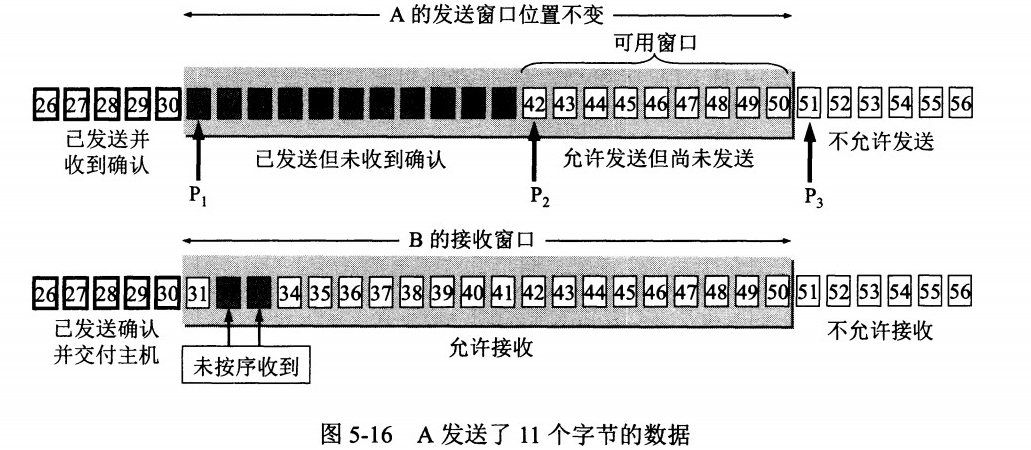 A 的发送窗口位置不变
可用窗口
26 27 28 29 30 42 43 44 45 46 47 48 49 50 51 52 53 54 55 56
已发送并
收到确认
已发送但未收到确认
允许发送但尚未发送
不允许发送
P1
P2
P3
B 的接收窗口
26 27 28 29 30 31 34 35 36 37 38 39 40 41 42 43 44 45 46 47 48 49 50 51 52 53 54 55 56
已发送确认
并交付主机
未按序收到
允许接收
不允许接收
图 5-16 A 发送了 11 个字节的数据